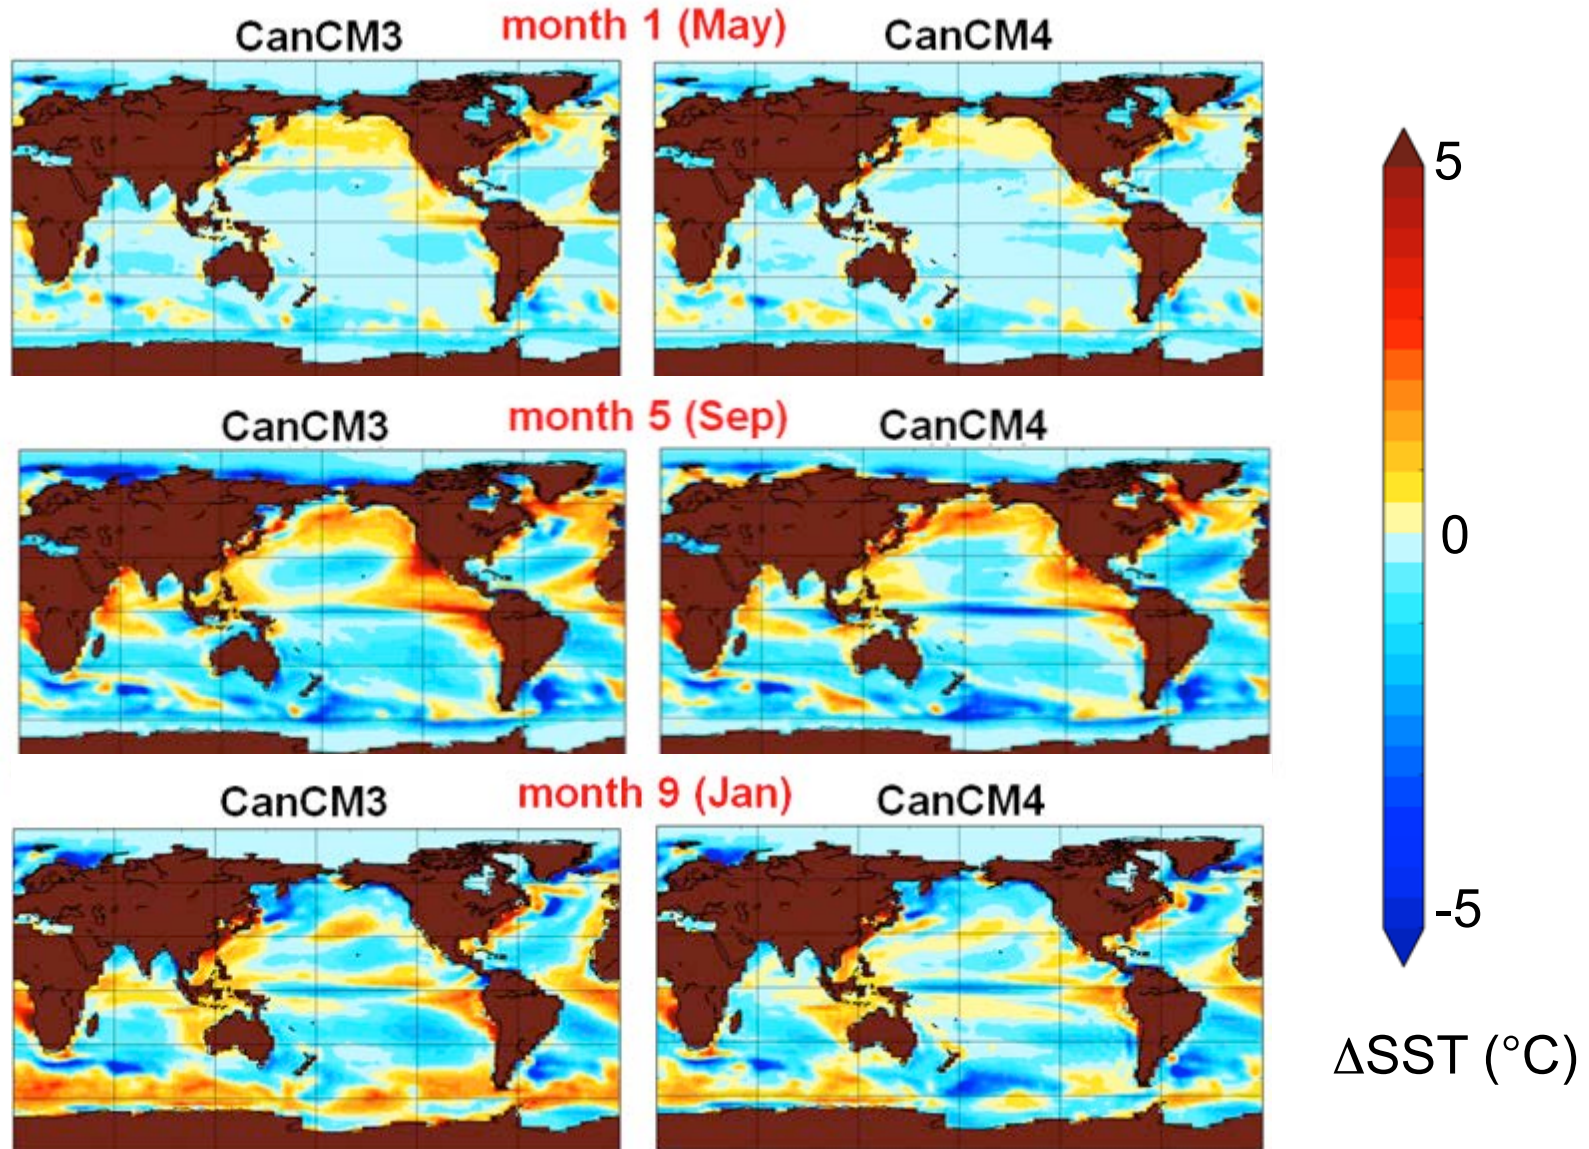 month 1 (May)
CanCM3 CanCM4
month 5 (Sep)
CanCM3 CanCM4
month 9 (Jan)
CanCM3 CanCM4
5
0
-5
ΔSST (°C)